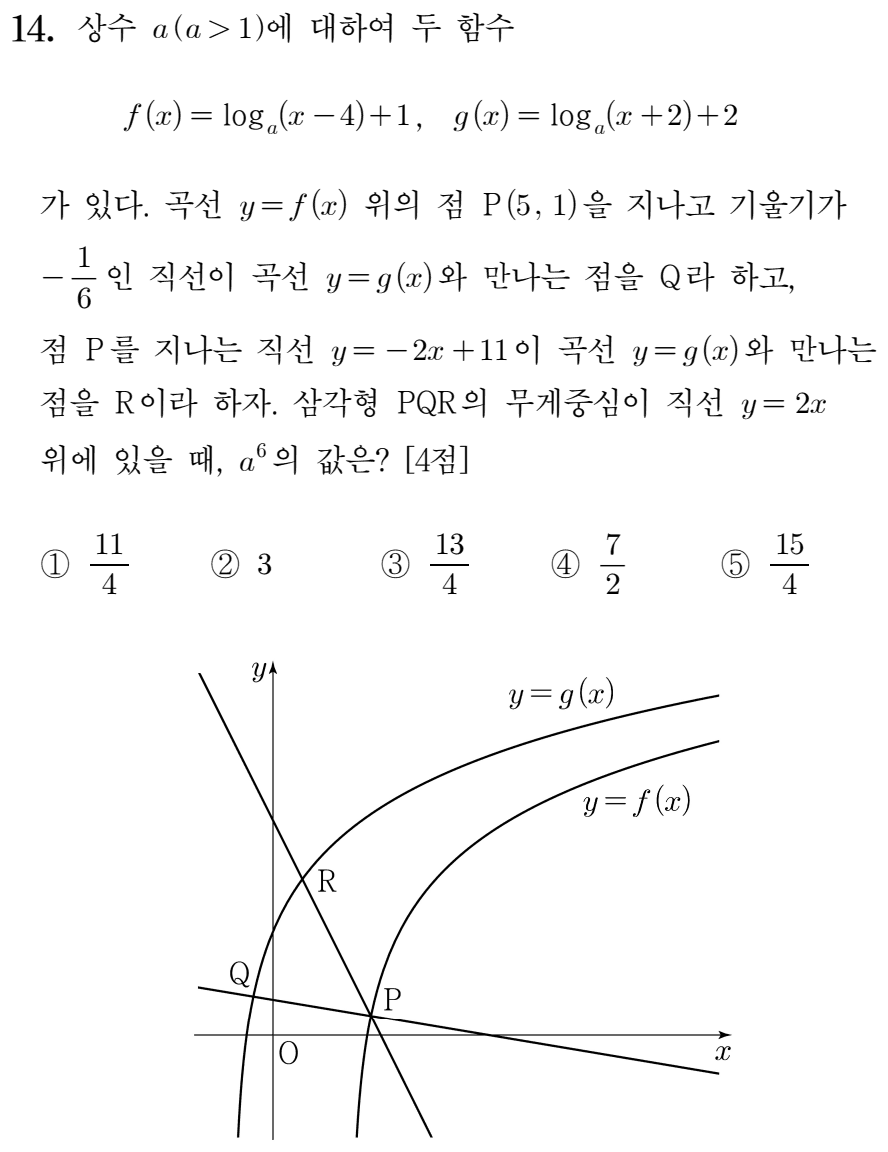 14. 상수 a(a>1)에 대하여 두 함수
f(x)=logₐ(x−4)+1, g(x)=logₐ(x+2)+2
가 있다. 곡선 y=f(x) 위의 점 P(5, 1)을 지나고 기울기가
−1/6인 직선이 곡선 y=g(x)와 만나는 점을 Q라 하고,
점 P를 지나는 직선 y=−2x+11이 곡선 y=g(x)와 만나는
점을 R이라 하자. 삼각형 PQR의 무게중심이 직선 y=2x
위에 있을 때, a⁶의 값은? [4점]
① 11/4 ② 3 ③ 13/4 ④ 7/2 ⑤ 15/4
y
y=g(x)
y=f(x)
R
Q
P
O
x